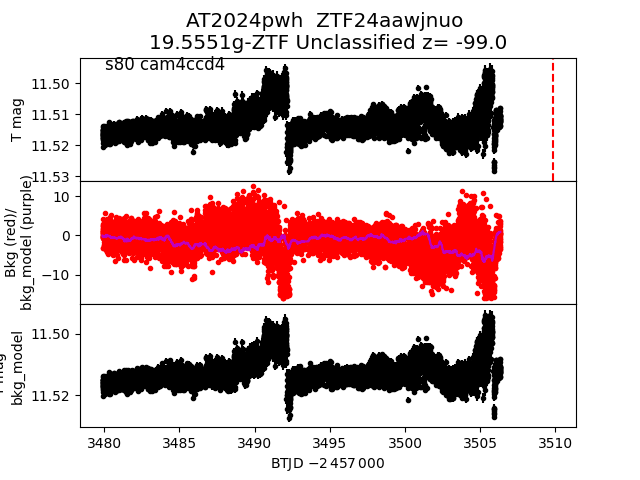 AT2024pwh  ZTF24aawjnuo
19.5551g-ZTF Unclassified z= -99.0
s80 cam4ccd4
T mag
11.50
11.51
11.52
11.53
Bkg (red)/
bkg_model (purple)
10
0
−10
bkg_model
11.50
11.52
3480
3485
3490
3495
3500
3505
3510
BTJD −2 457 000